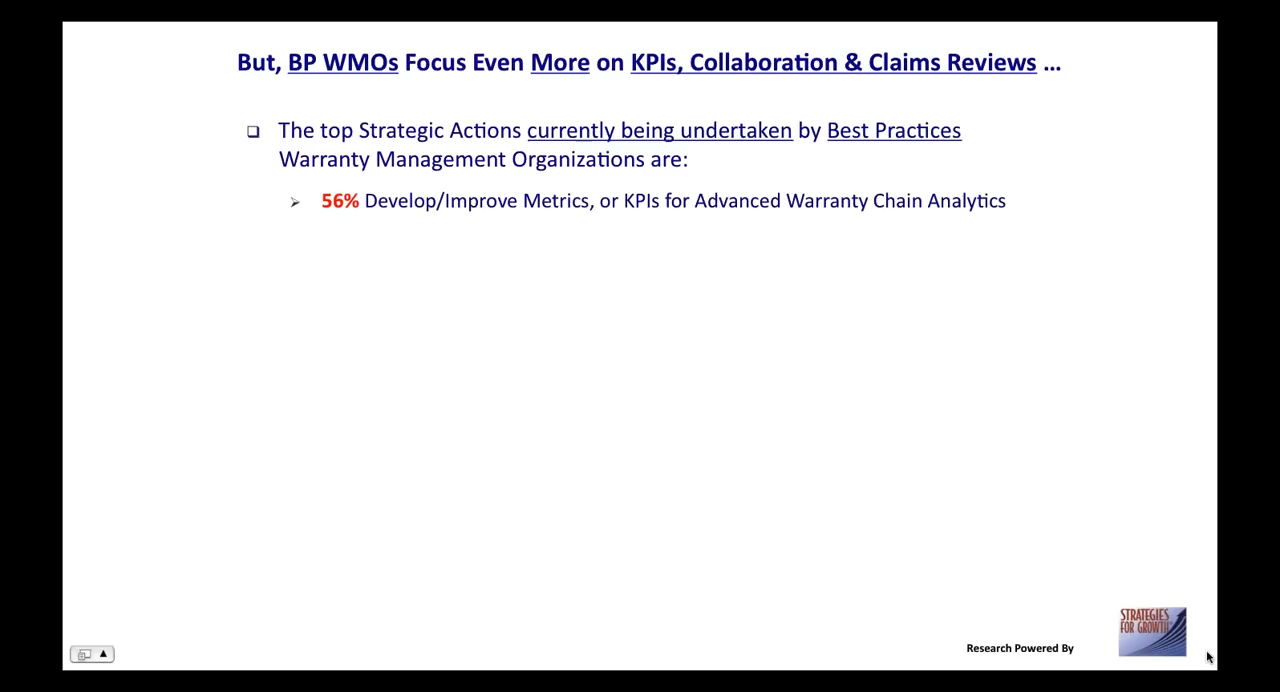 But, BP WMOs Focus Even More on KPIs, Collaboration & Claims Reviews ...
The top Strategic Actions currently being undertaken by Best Practices
Warranty Management Organizations are:
56% Develop/Improve Metrics, or KPIs for Advanced Warranty Chain Analytics
STRATEGIES
FOR GROWTH
Research Powered By